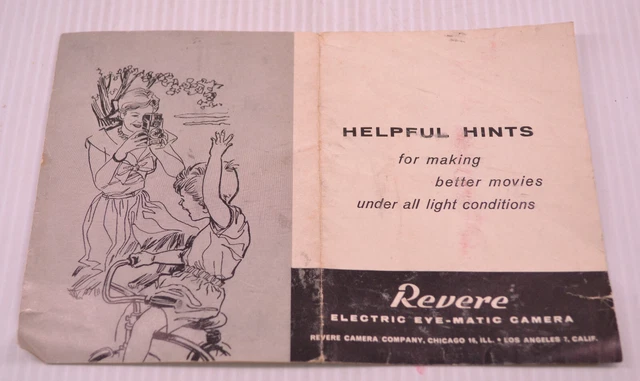 HELPFUL HINTS
for making
better movies
under all light conditions
Revere
ELECTRIC EYE-MATIC CAMERA
REVERE CAMERA COMPANY, CHICAGO 16, ILL. • LOS ANGELES 7, CALIF.